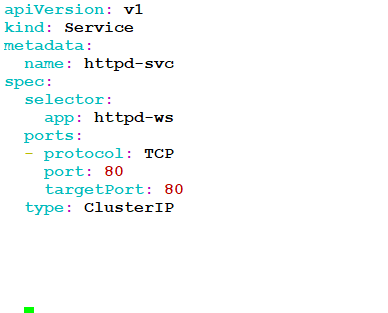 apiVersion: v1
kind: Service
metadata:
  name: httpd-svc
spec:
  selector:
    app: httpd-ws
  ports:
  - protocol: TCP
    port: 80
    targetPort: 80
  type: ClusterIP